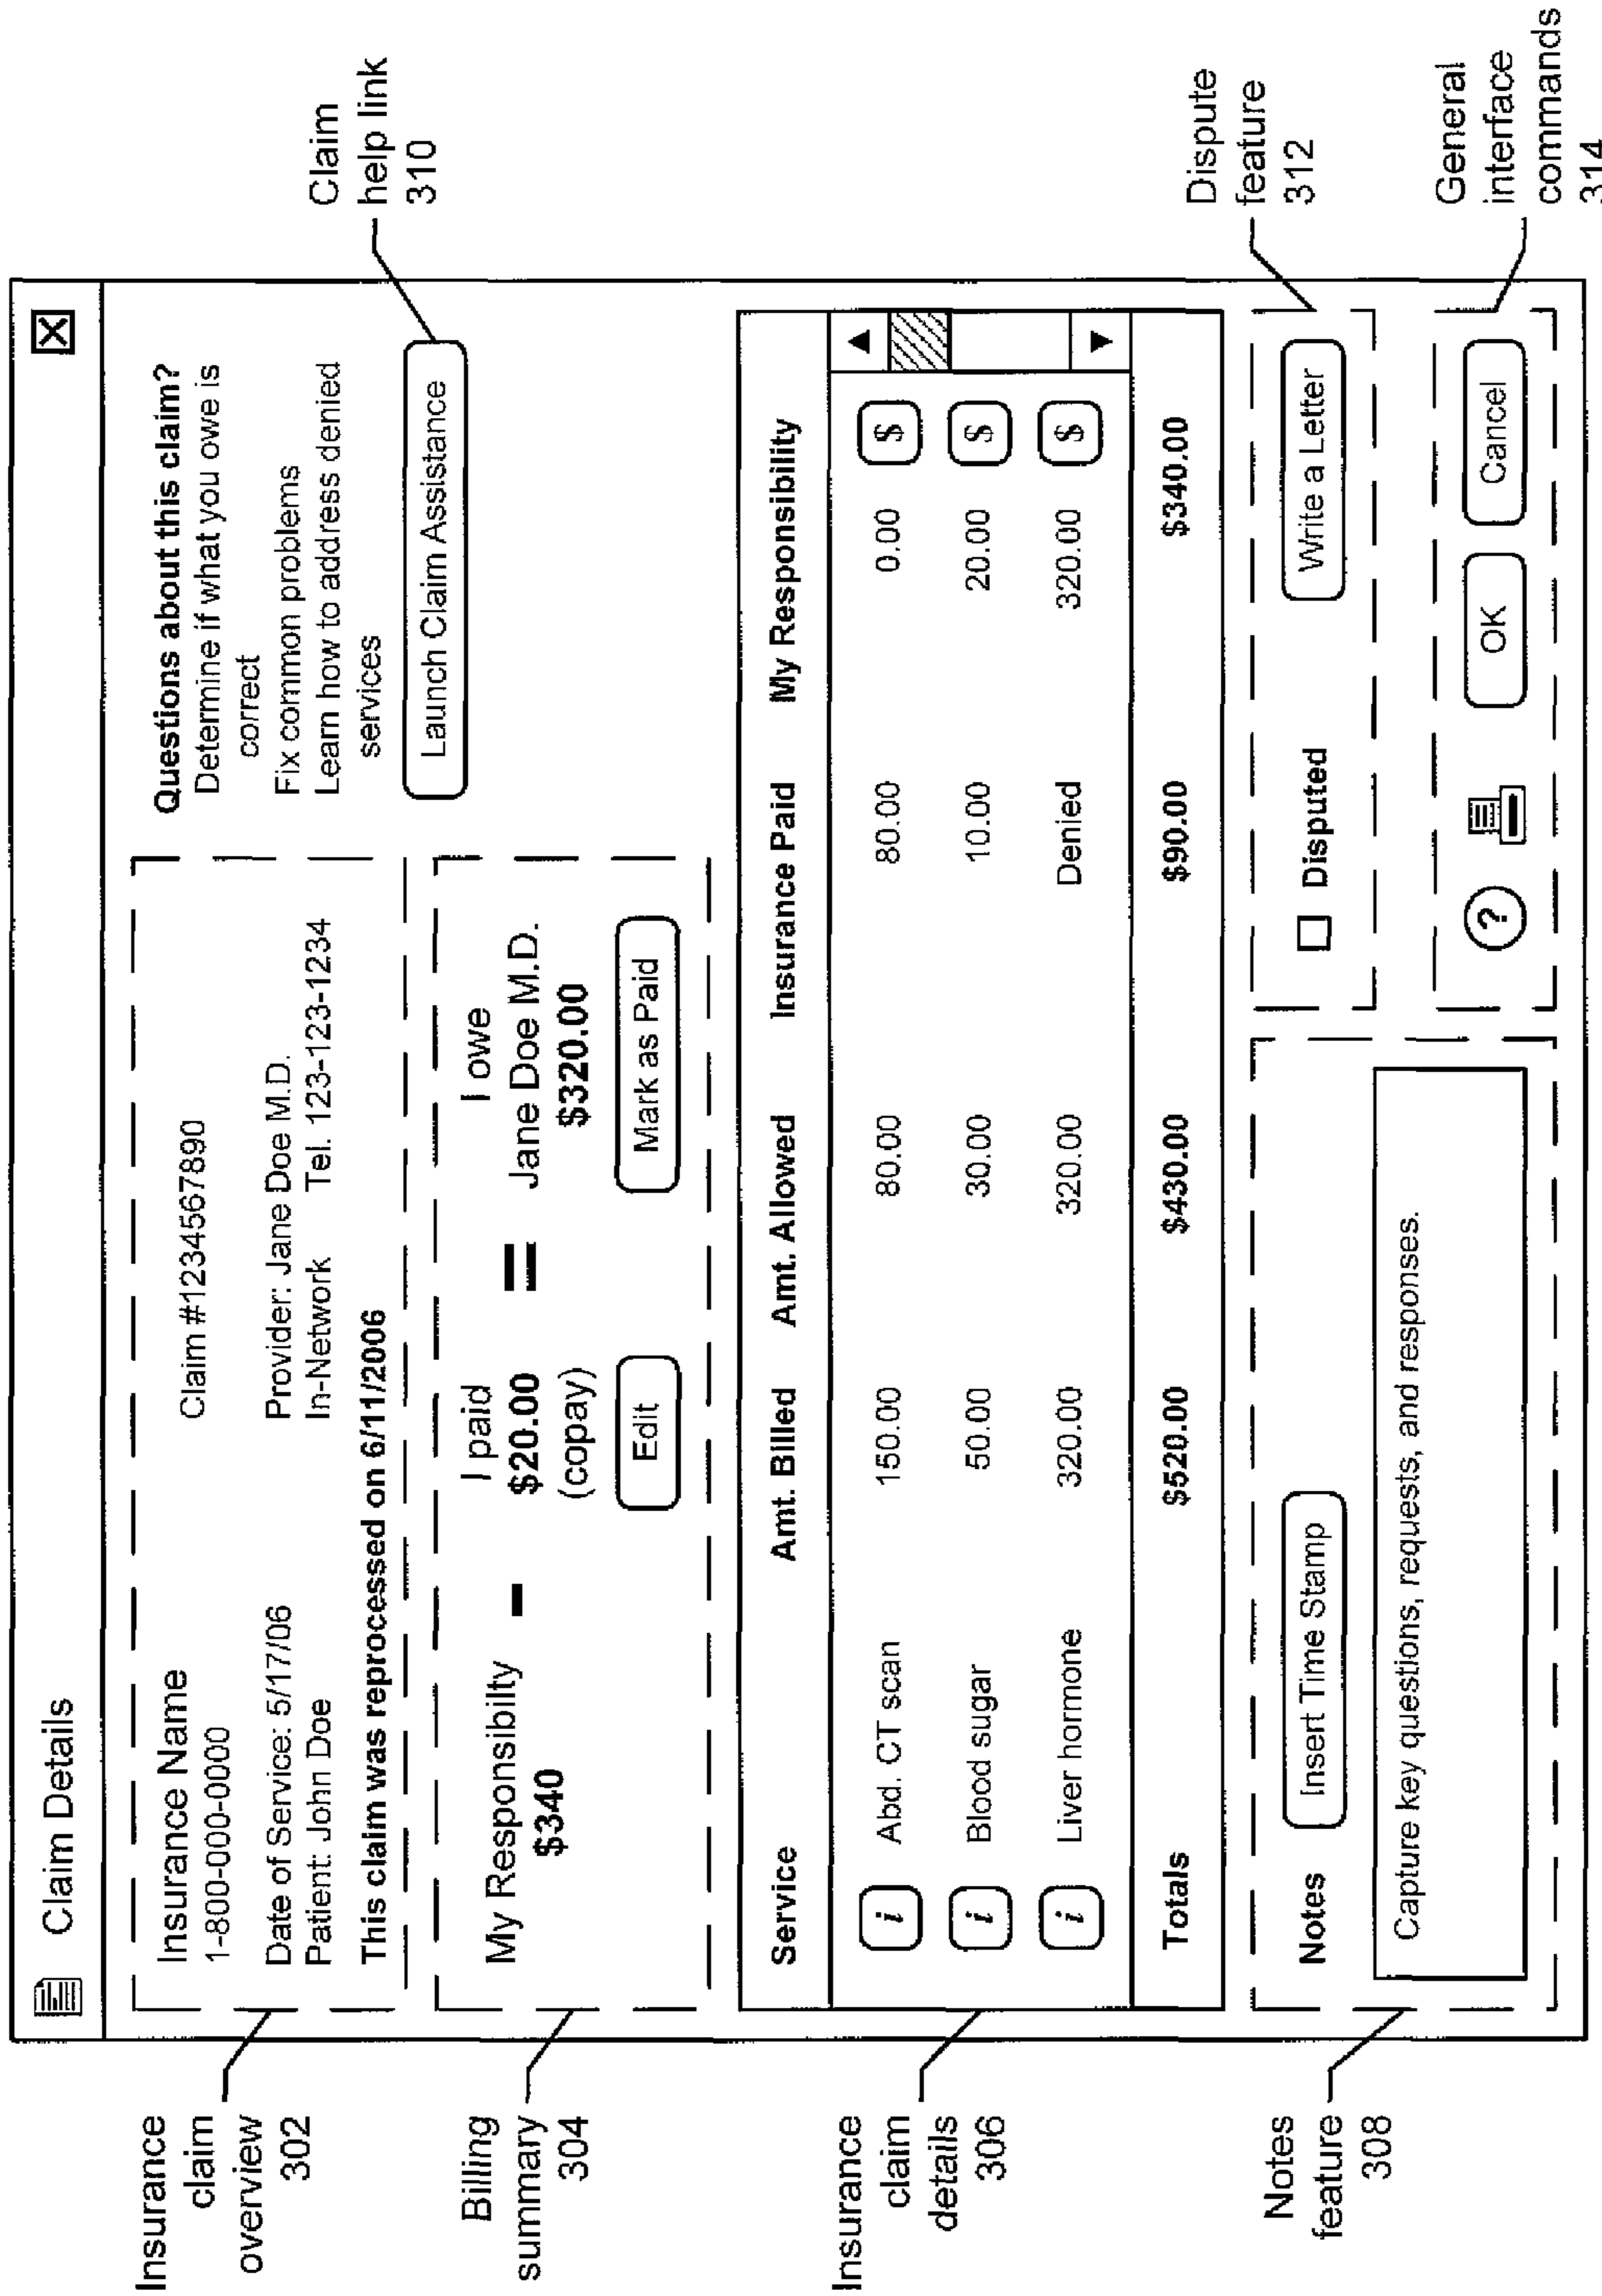 Claim Details
Insurance Name
1-800-000-0000
Claim #1234567890
Date of Service: 5/17/06
Provider: Jane Doe M.D.
Patient: John Doe
In-Network Tel. 123-123-1234
This claim was reprocessed on 6/11/2006
Questions about this claim?
Determine if what you owe is
correct
Fix common problems
Learn how to address denied
services
Launch Claim Assistance
Claim
help link
310
Insurance
claim
overview
302
My Responsibilty
$340
-
I paid
$20.00
(copay)
Edit
=
I owe
Jane Doe M.D.
$320.00
Mark as Paid
Billing
summary
304
Service Amt. Billed Amt. Allowed Insurance Paid My Responsibility
i Abd. CT scan 150.00 80.00 80.00 0.00 $
i Blood sugar 50.00 30.00 10.00 20.00 $
i Liver hormone 320.00 320.00 Denied 320.00 $
Totals $520.00 $430.00 $90.00 $340.00
Insurance
claim
details
306
Notes Insert Time Stamp
Capture key questions, requests, and responses.
Notes
feature
308
Disputed Write a Letter
Dispute
feature
312
? OK Cancel
General
interface
commands
314